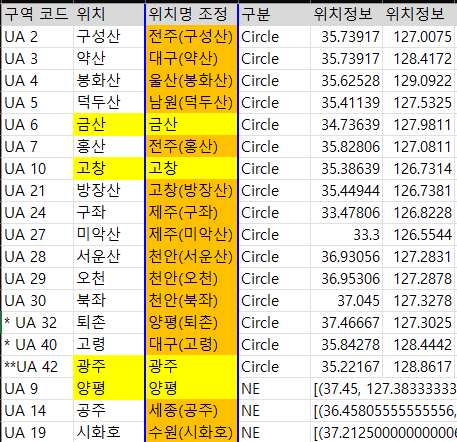 구역 코드 위치 위치명 조정 구분 위치정보 위치정보
UA 2 구성산 전주(구성산) Circle 35.73917 127.0075
UA 3 약산 대구(약산) Circle 35.73917 128.4172
UA 4 봉화산 울산(봉화산) Circle 35.62528 129.0922
UA 5 덕두산 남원(덕두산) Circle 35.41139 127.5325
UA 6 금산 금산 Circle 34.73639 127.9811
UA 7 홍산 전주(홍산) Circle 35.82806 127.0811
UA 10 고창 고창 Circle 35.38639 126.7314
UA 21 방장산 고창(방장산) Circle 35.44944 126.7381
UA 24 구좌 제주(구좌) Circle 33.47806 126.8228
UA 27 미악산 제주(미악산) Circle 33.3 126.5544
UA 28 서운산 천안(서운산) Circle 36.93056 127.2831
UA 29 오천 천안(오천) Circle 36.95306 127.2878
UA 30 북좌 천안(북좌) Circle 37.045 127.3278
* UA 32 퇴촌 양평(퇴촌) Circle 37.46667 127.3025
* UA 40 고령 대구(고령) Circle 35.84278 128.4442
**UA 42 광주 광주 Circle 35.22167 128.8617
UA 9 양평 양평 NE [(37.45, 127.38333333
UA 14 공주 세종(공주) NE [(36.45805555555556,
UA 19 시화호 수원(시화호) NE [(37.21250000000006